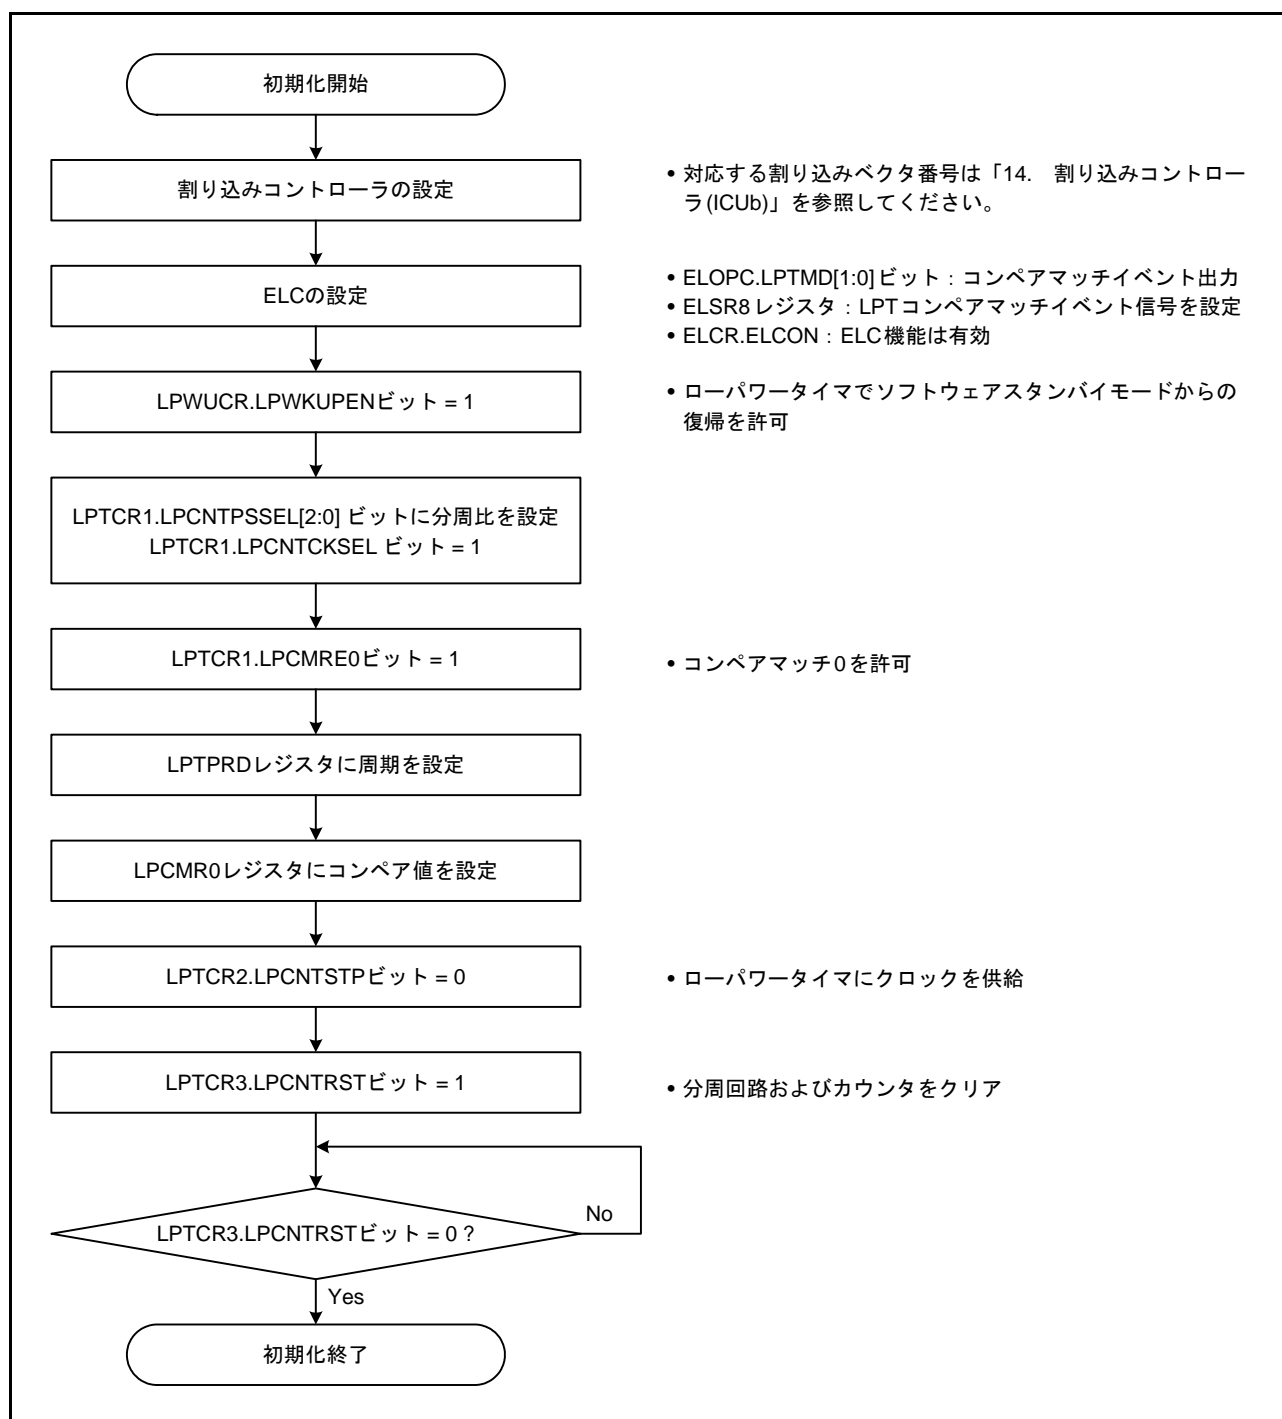 初期化開始
割り込みコントローラの設定
• 対応する割り込みベクタ番号は「14. 割り込みコントロー
ラ(ICUb)」を参照してください。
ELCの設定
• ELOPC.LPTMD[1:0]ビット：コンペアマッチイベント出力
• ELSR8レジスタ：LPTコンペアマッチイベント信号を設定
• ELCR.ELCON：ELC機能は有効
LPWUCR.LPWKUPENビット = 1
• ローパワータイマでソフトウェアスタンバイモードからの
復帰を許可
LPTCR1.LPCNTPSSEL[2:0] ビットに分周比を設定
LPTCR1.LPCNTCKSEL ビット = 1
LPTCR1.LPCMRE0ビット = 1
• コンペアマッチ0を許可
LPTPRDレジスタに周期を設定
LPCMR0レジスタにコンペア値を設定
LPTCR2.LPCNTSTPビット = 0
• ローパワータイマにクロックを供給
LPTCR3.LPCNTRSTビット = 1
• 分周回路およびカウンタをクリア
LPTCR3.LPCNTRSTビット = 0 ?
No
Yes
初期化終了